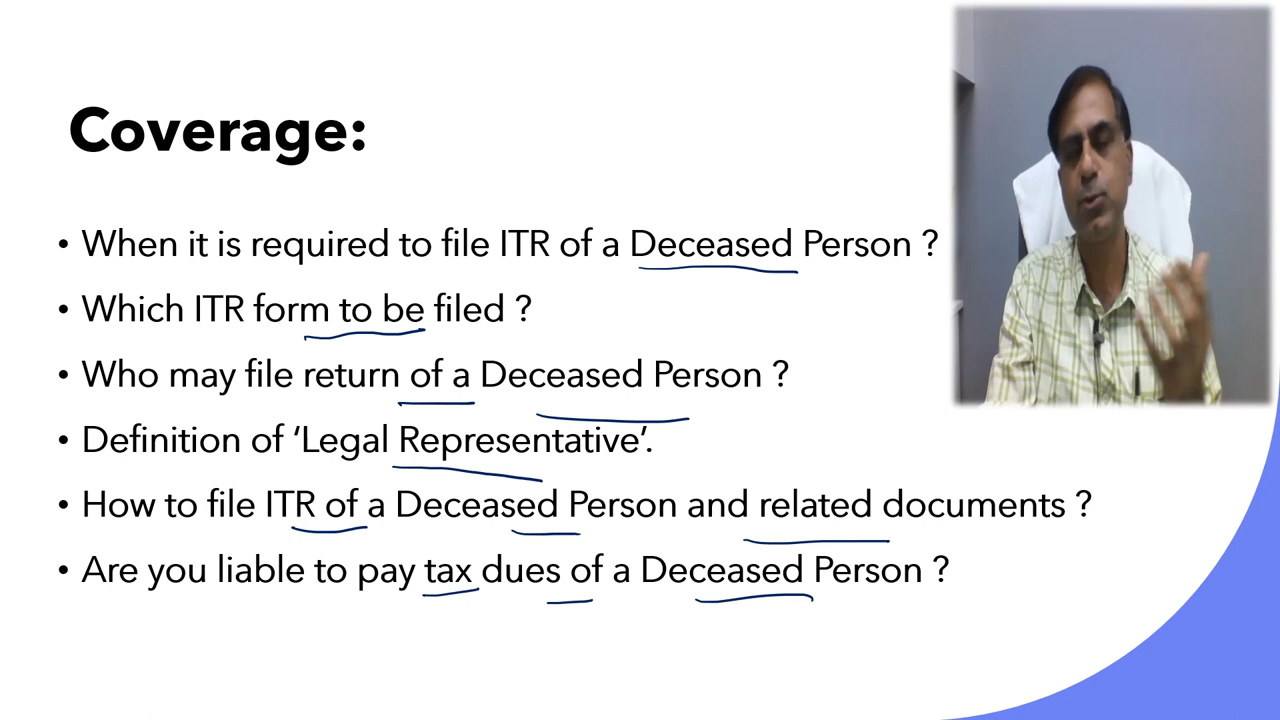 Coverage:
• When it is required to file ITR of a Deceased Person ?
• Which ITR form to be filed ?
• Who may file return of a Deceased Person ?
• Definition of ‘Legal Representative’.
• How to file ITR of a Deceased Person and related documents ?
• Are you liable to pay tax dues of a Deceased Person ?